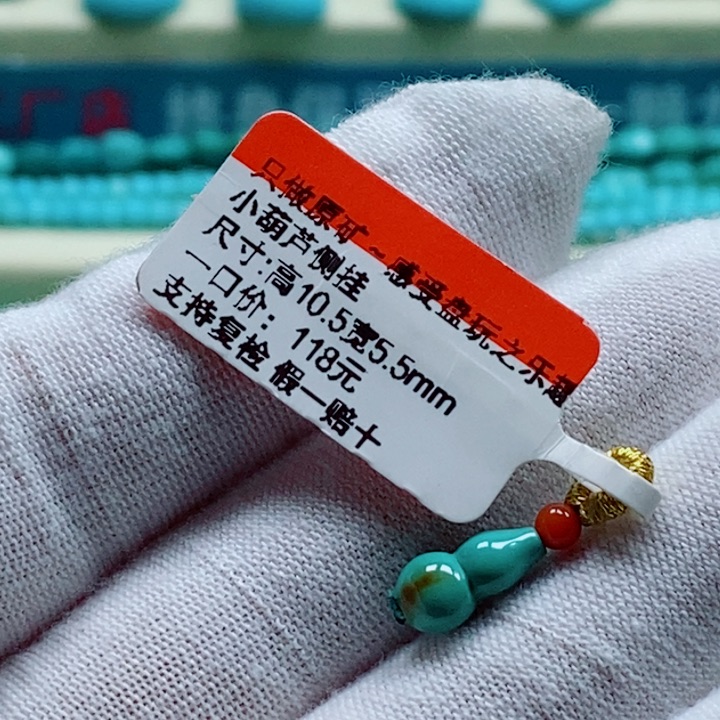 只做原矿~感受盘玩之乐趣
小葫芦侧挂
尺寸:高10.5宽5.5mm
一口价：118元
支持复检 假一赔十